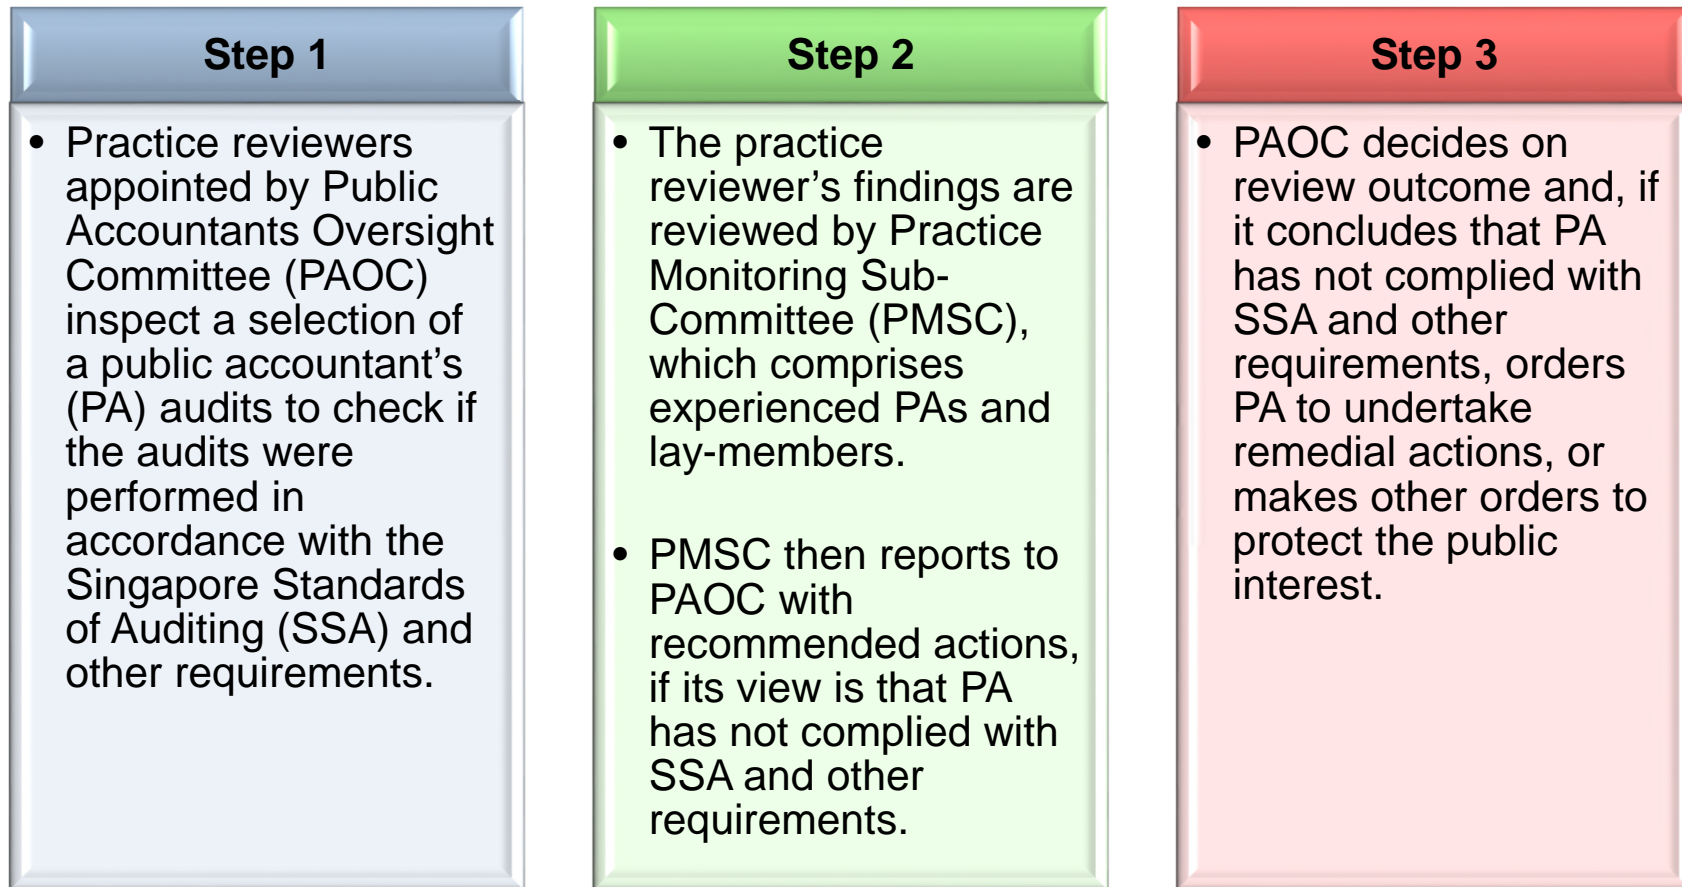 Step 1
• Practice reviewers
appointed by Public
Accountants Oversight
Committee (PAOC)
inspect a selection of
a public accountant’s
(PA) audits to check if
the audits were
performed in
accordance with the
Singapore Standards
of Auditing (SSA) and
other requirements.
Step 2
• The practice
reviewer’s findings are
reviewed by Practice
Monitoring Sub-
Committee (PMSC),
which comprises
experienced PAs and
lay-members.
• PMSC then reports to
PAOC with
recommended actions,
if its view is that PA
has not complied with
SSA and other
requirements.
Step 3
• PAOC decides on
review outcome and, if
it concludes that PA
has not complied with
SSA and other
requirements, orders
PA to undertake
remedial actions, or
makes other orders to
protect the public
interest.